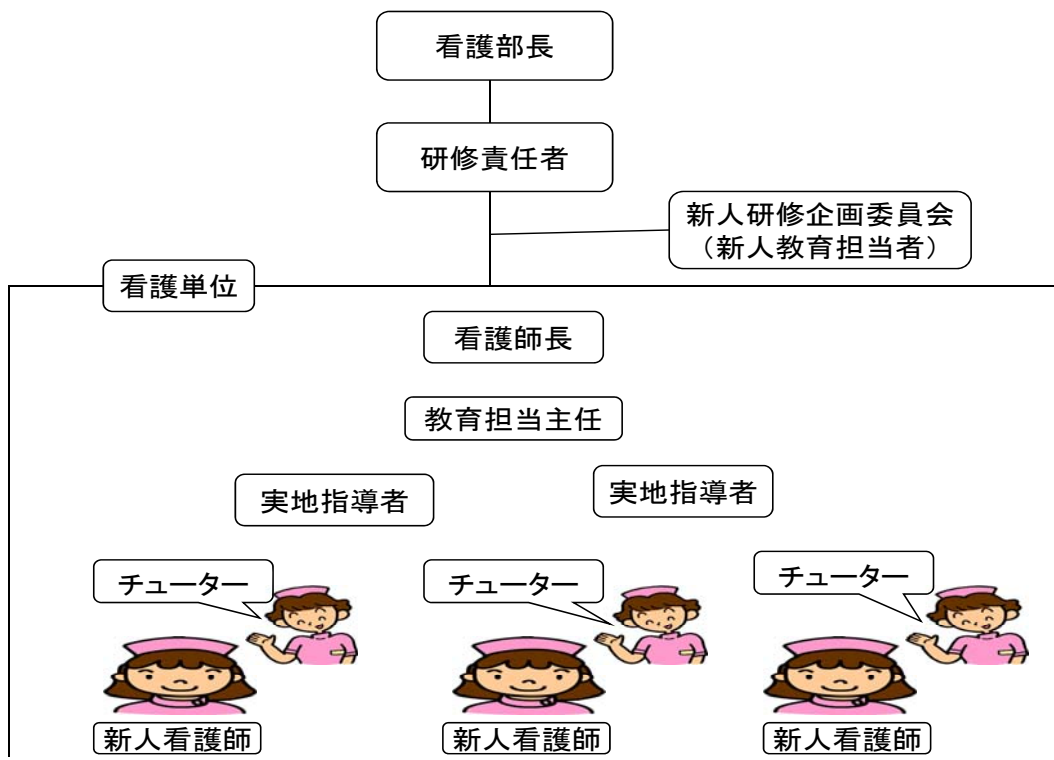 看護部長
研修責任者
新人研修企画委員会
（新人教育担当者）
看護単位
看護師長
教育担当主任
実地指導者
実地指導者
チューター
チューター
チューター
新人看護師
新人看護師
新人看護師